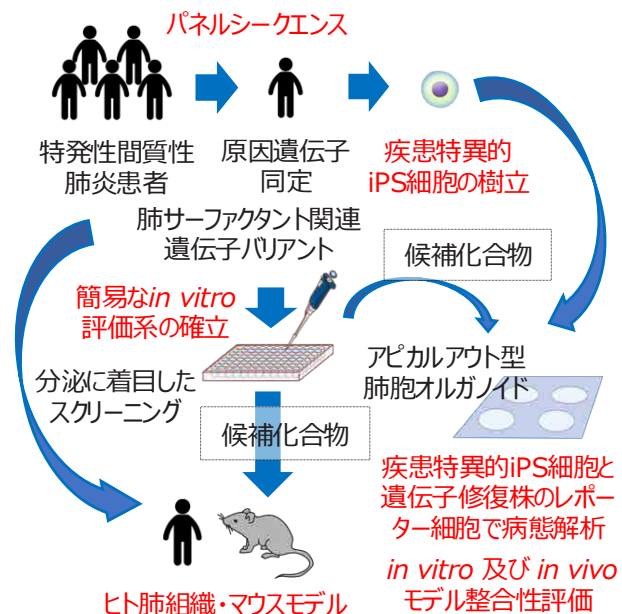 パネルシークエンス
特発性間質性
肺炎患者
原因遺伝子
同定
疾患特異的
iPS細胞の樹立
肺サーファクタント関連
遺伝子バリアント
候補化合物
簡易なin vitro
評価系の確立
アピカルアウト型
肺胞オルガノイド
分泌に着目した
スクリーニング
候補化合物
疾患特異的iPS細胞と
遺伝子修復株のレポー
ター細胞で病態解析
in vitro 及び in vivo
モデル整合性評価
ヒト肺組織・マウスモデル